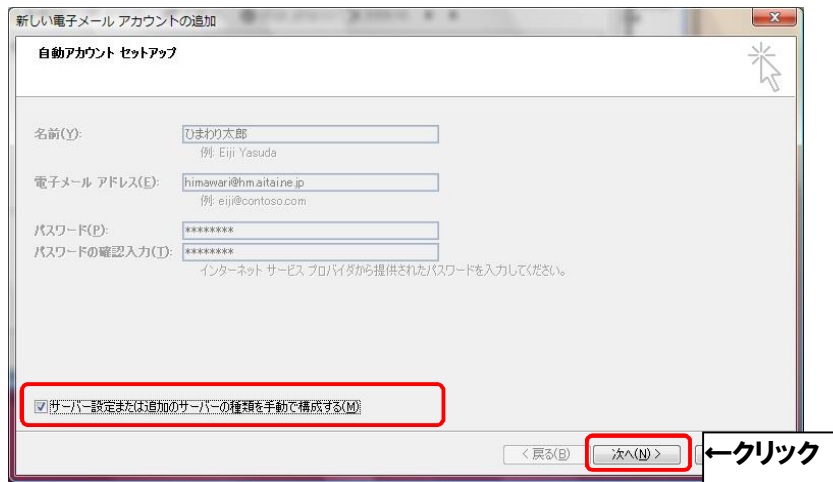 新しい電子メール アカウントの追加
自動アカウント セットアップ
名前(Y): ひまわり太郎
例: Eiji Yasuda
電子メール アドレス(E): himawari@hm.aitai.ne.jp
例: eiji@contoso.com
パスワード(P): ********
パスワードの確認入力(T): ********
インターネット サービス プロバイダから提供されたパスワードを入力してください。
サーバー設定または追加のサーバーの種類を手動で構成する(M)
< 戻る(B) 次へ(N) > ←クリック